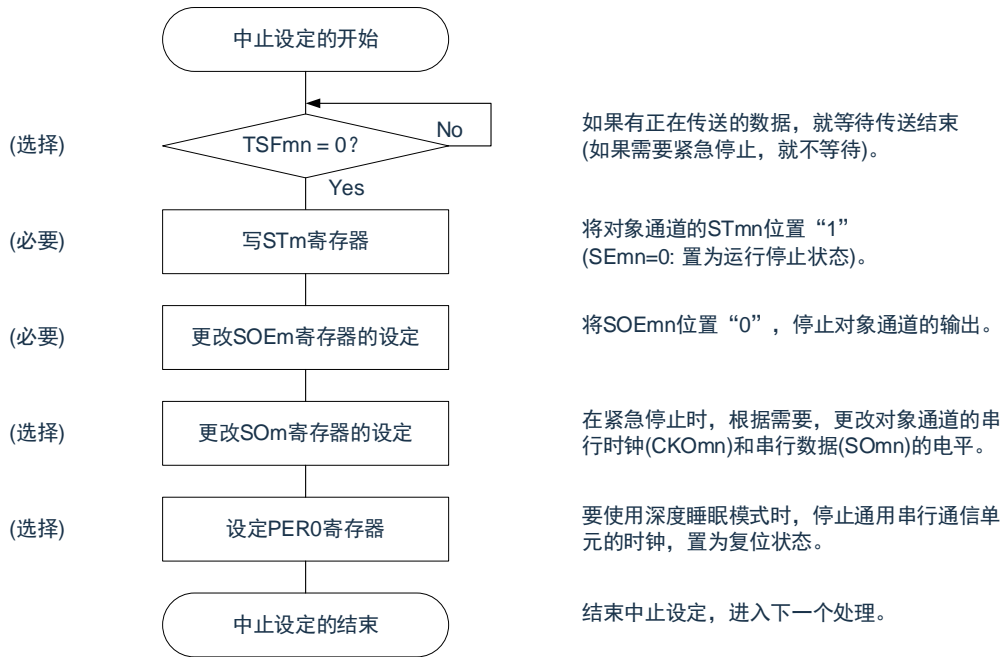 中止设定的开始
(选择)
TSFmn = 0?
No
如果有正在传送的数据，就等待传送结束
(如果需要紧急停止，就不等待)。
Yes
(必要)
写STm寄存器
将对象通道的STmn位置“1”
(SEmn=0: 置为运行停止状态)。
(必要)
更改SOEm寄存器的设定
将SOEmn位置“0”，停止对象通道的输出。
(选择)
更改SOm寄存器的设定
在紧急停止时，根据需要，更改对象通道的串
行时钟(CKOmn)和串行数据(SOmn)的电平。
(选择)
设定PER0寄存器
要使用深度睡眠模式时，停止通用串行通信单
元的时钟，置为复位状态。
中止设定的结束
结束中止设定，进入下一个处理。